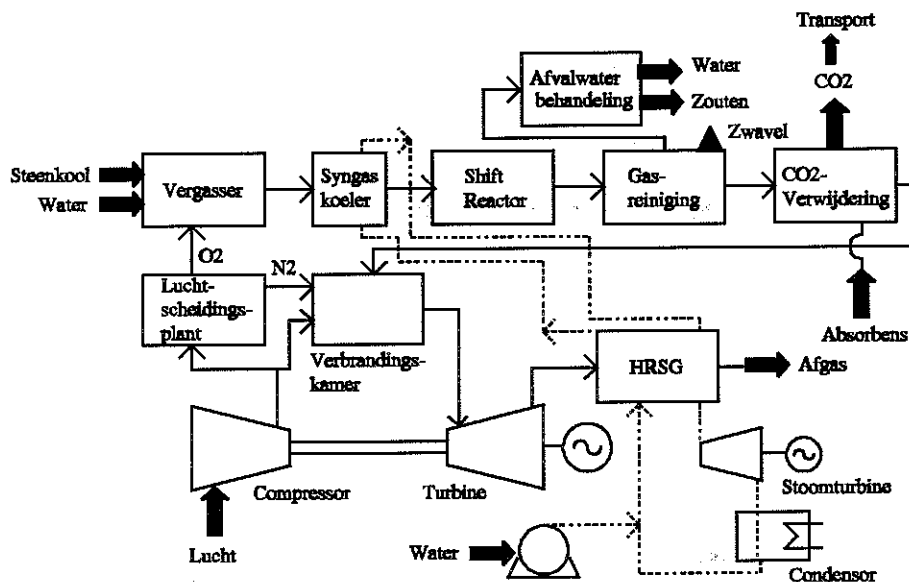 Transport
CO2
Afvalwater
behandeling
Water
Zouten
Zwavel
Steenkool
Water
Vergasser
Syngas
koeler
Shift
Reactor
Gas-
reiniging
CO2-
Verwijdering
O2
N2
Lucht-
scheidings-
plant
Verbrandings-
kamer
HRSG
Absorbens
Afgas
Compressor
Turbine
Stoomturbine
Lucht
Water
Condensor